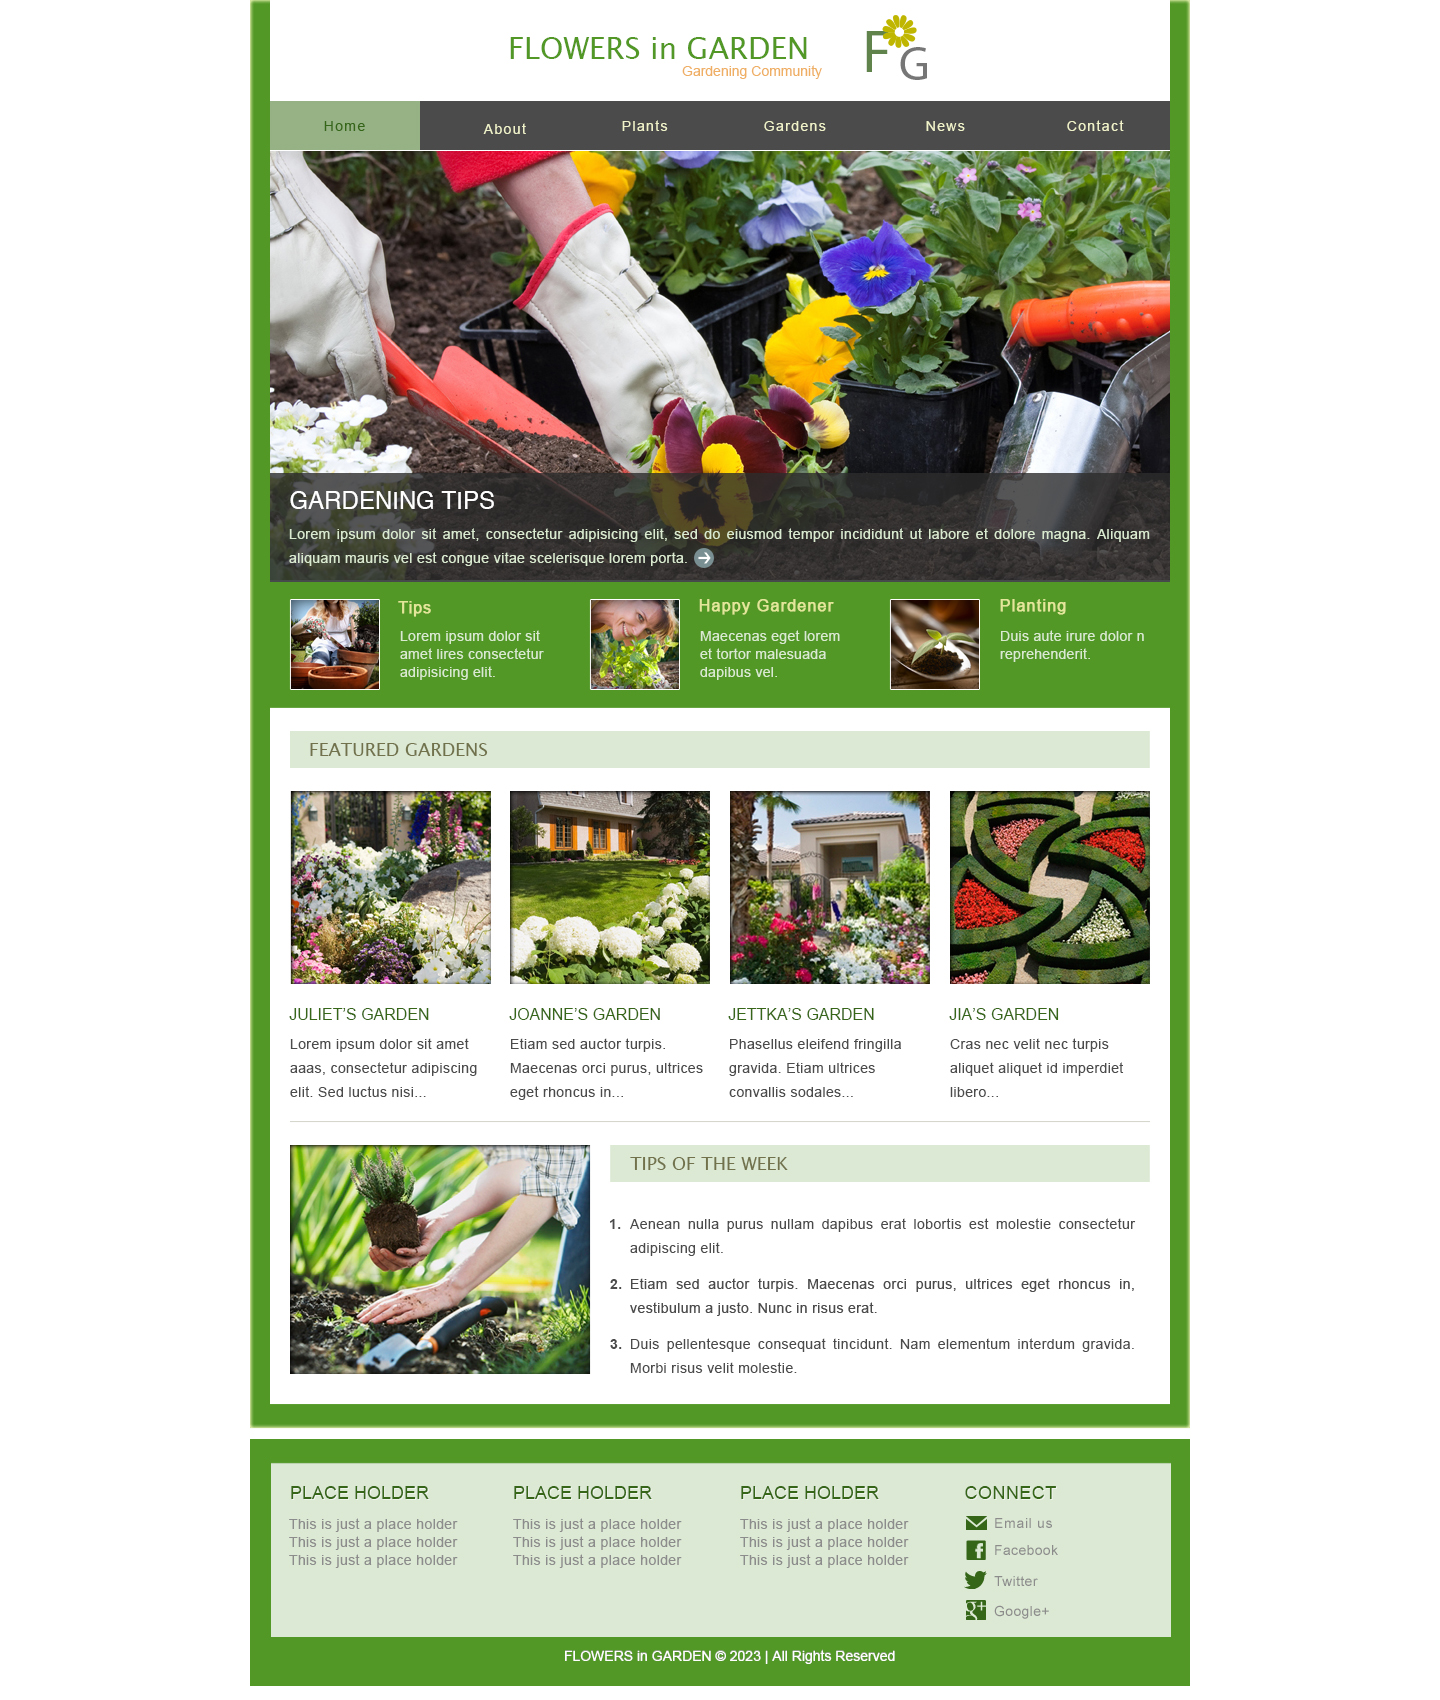 FLOWERS in GARDEN
Gardening Community
FG
Home About Plants Gardens News Contact
GARDENING TIPS
Lorem ipsum dolor sit amet, consectetur adipisicing elit, sed do eiusmod tempor incididunt ut labore et dolore magna. Aliquam
aliquam mauris vel est congue vitae scelerisque lorem porta.
Tips
Lorem ipsum dolor sit
amet lires consectetur
adipisicing elit.
Happy Gardener
Maecenas eget lorem
et tortor malesuada
dapibus vel.
Planting
Duis aute irure dolor n
reprehenderit.
FEATURED GARDENS
JULIET’S GARDEN
Lorem ipsum dolor sit amet
aaas, consectetur adipiscing
elit. Sed luctus nisi...
JOANNE’S GARDEN
Etiam sed auctor turpis.
Maecenas orci purus, ultrices
eget rhoncus in...
JETTKA’S GARDEN
Phasellus eleifend fringilla
gravida. Etiam ultrices
convallis sodales...
JIA’S GARDEN
Cras nec velit nec turpis
aliquet aliquet id imperdiet
libero...
TIPS OF THE WEEK
1. Aenean nulla purus nullam dapibus erat lobortis est molestie consectetur
adipiscing elit.
2. Etiam sed auctor turpis. Maecenas orci purus, ultrices eget rhoncus in,
vestibulum a justo. Nunc in risus erat.
3. Duis pellentesque consequat tincidunt. Nam elementum interdum gravida.
Morbi risus velit molestie.
PLACE HOLDER
This is just a place holder
This is just a place holder
This is just a place holder
PLACE HOLDER
This is just a place holder
This is just a place holder
This is just a place holder
PLACE HOLDER
This is just a place holder
This is just a place holder
This is just a place holder
CONNECT
Email us
Facebook
Twitter
Google+
FLOWERS in GARDEN © 2023 | All Rights Reserved